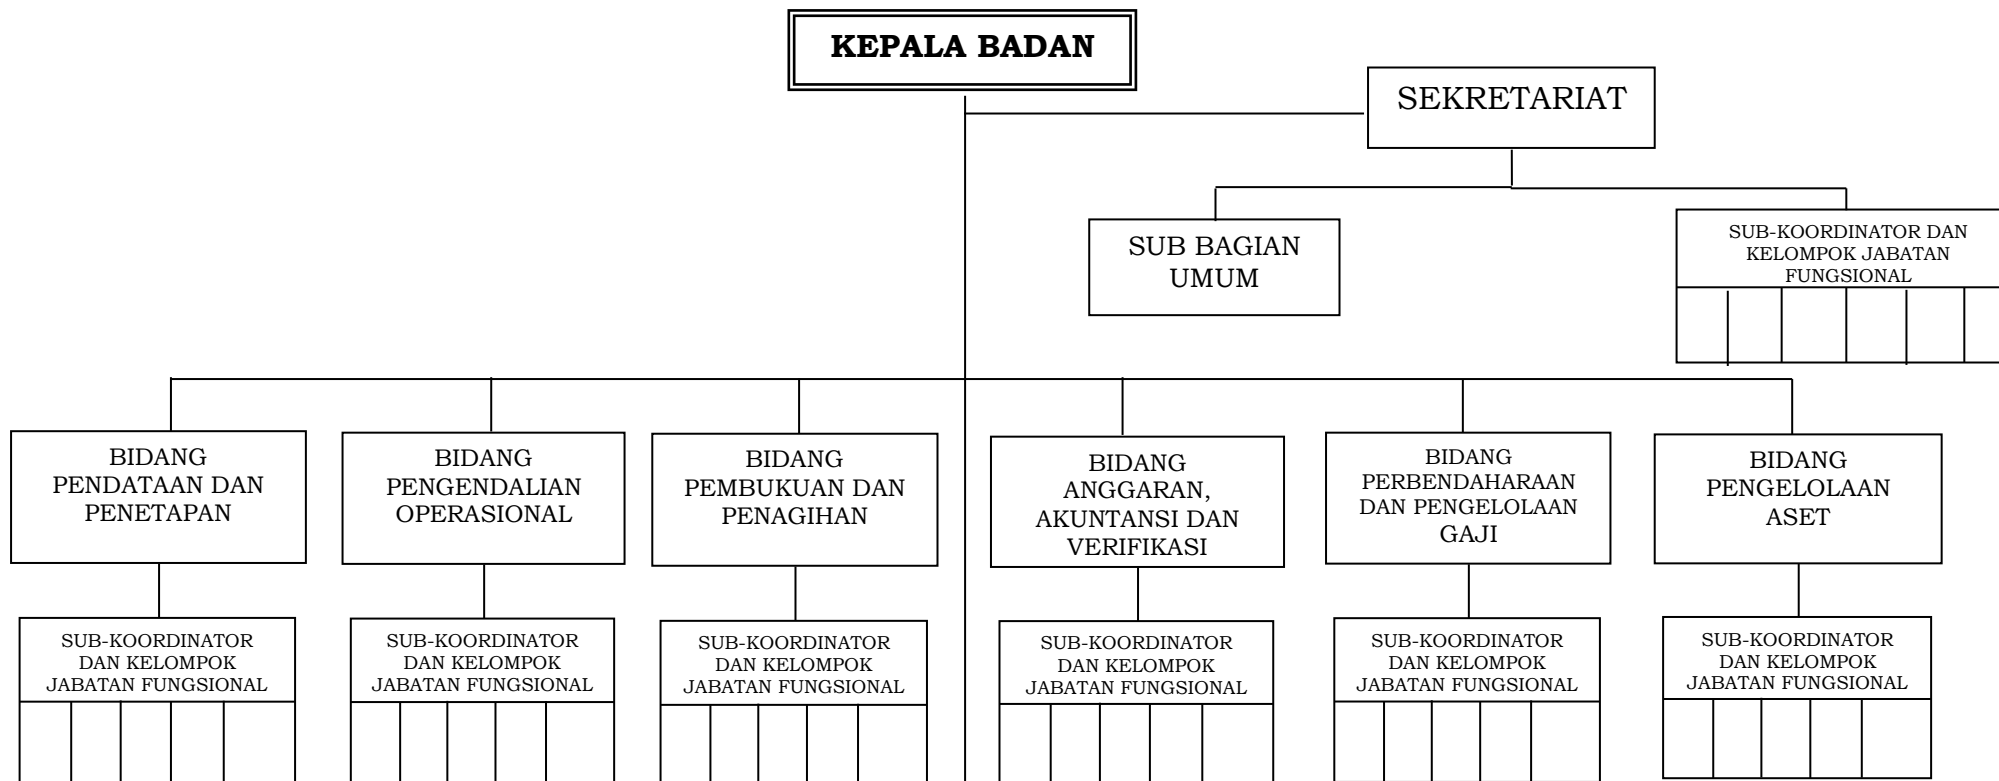 KEPALA BADAN
SEKRETARIAT
SUB BAGIAN
UMUM
SUB-KOORDINATOR DAN
KELOMPOK JABATAN
FUNGSIONAL
BIDANG
PENDATAAN DAN
PENETAPAN
BIDANG
PENGENDALIAN
OPERASIONAL
BIDANG
PEMBUKUAN DAN
PENAGIHAN
BIDANG
ANGGARAN,
AKUNTANSI DAN
VERIFIKASI
BIDANG
PERBENDAHARAAN
DAN PENGELOLAAN
GAJI
BIDANG
PENGELOLAAN
ASET
SUB-KOORDINATOR
DAN KELOMPOK
JABATAN FUNGSIONAL
SUB-KOORDINATOR
DAN KELOMPOK
JABATAN FUNGSIONAL
SUB-KOORDINATOR
DAN KELOMPOK
JABATAN FUNGSIONAL
SUB-KOORDINATOR
DAN KELOMPOK
JABATAN FUNGSIONAL
SUB-KOORDINATOR
DAN KELOMPOK
JABATAN FUNGSIONAL
SUB-KOORDINATOR
DAN KELOMPOK
JABATAN FUNGSIONAL